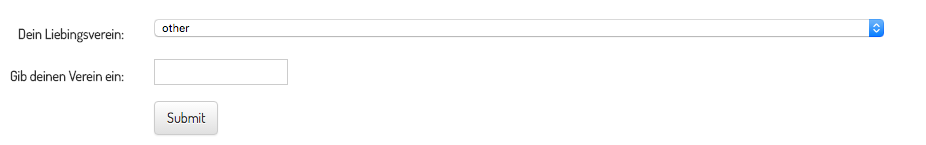 Dein Liebingsverein: other
Gib deinen Verein ein:
Submit